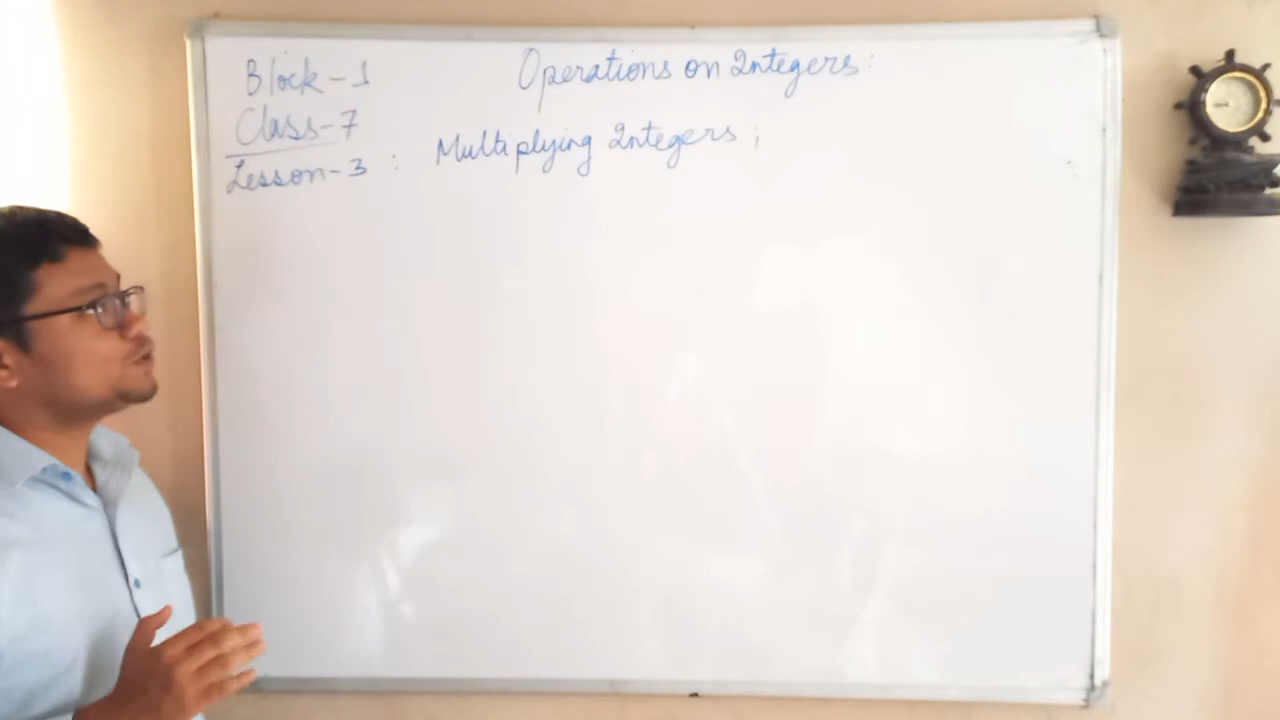 Block-1
Operations on Integers:
Class-7
Lesson-3 : Multiplying Integers ;